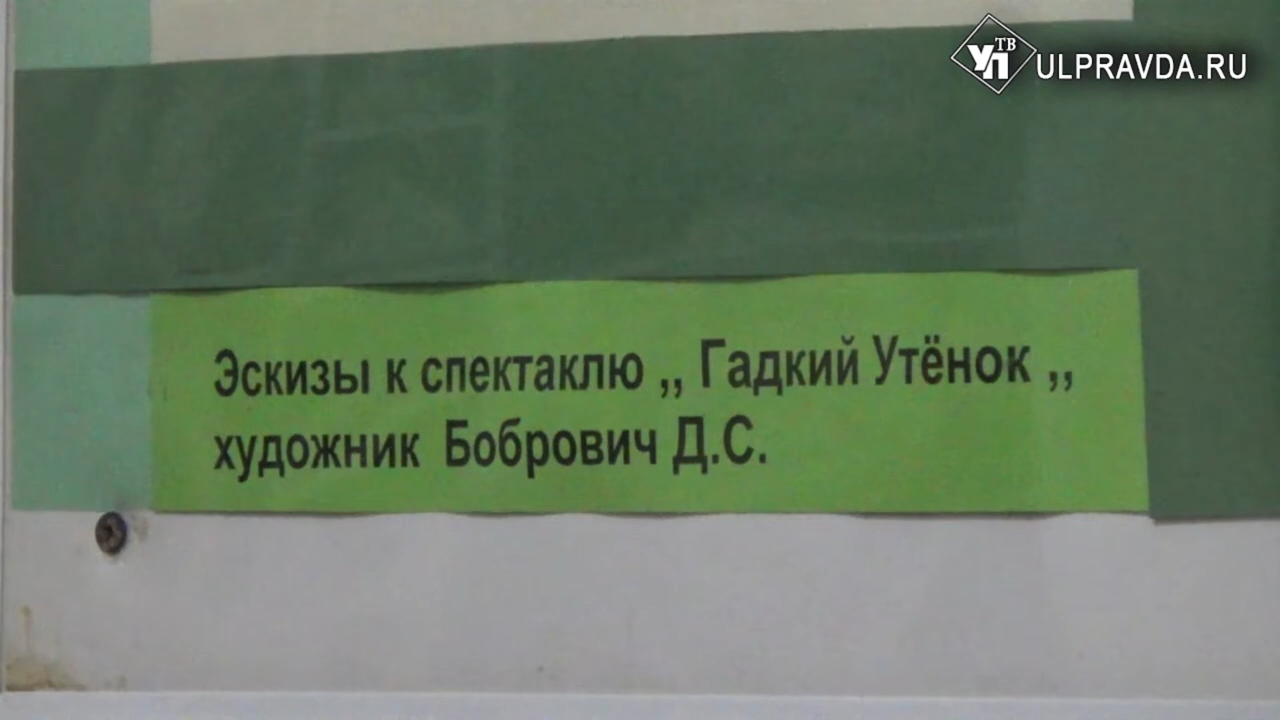 УП ТВ ULPRAVDA.RU
Эскизы к спектаклю ,, Гадкий Утёнок ,,
художник Бобрович Д.С.